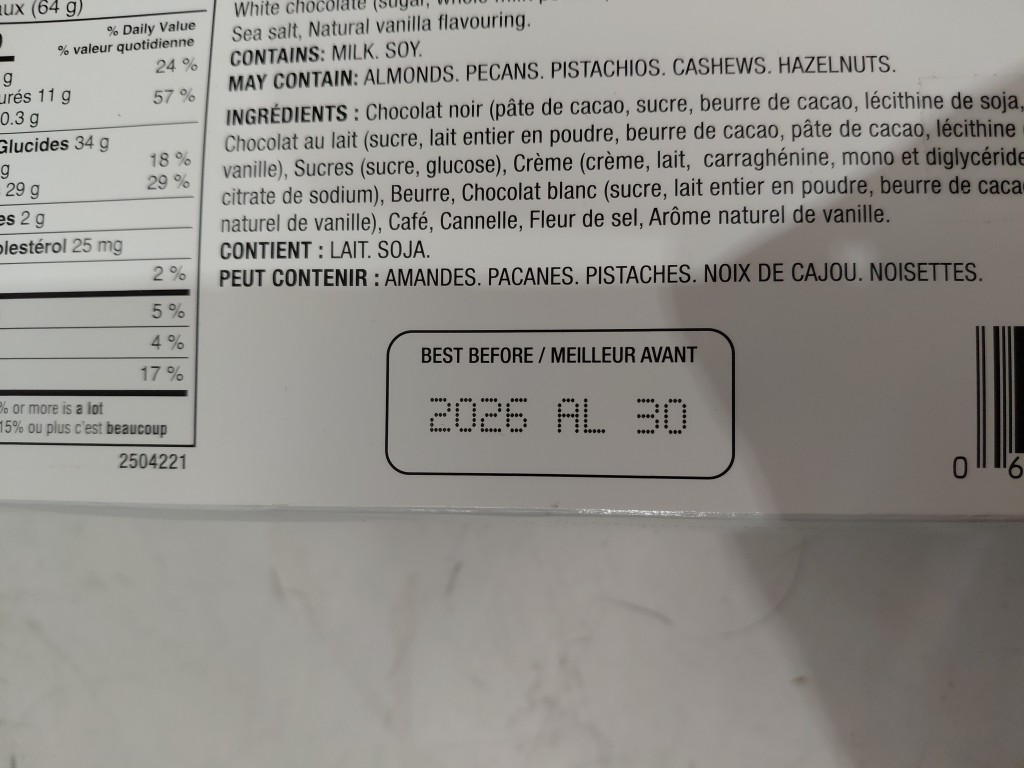 (64 g)
% Daily Value
% valeur quotidienne
24 %
g
11 g
57 %
0.3 g
Glucides 34 g
g
18 %
29 g
29 %
2 g
25 mg
2 %
5 %
4 %
17 %
% or more is a lot
15% ou plus c'est beaucoup
2504221
White chocolate (sugar,
Sea salt, Natural vanilla flavouring.
CONTAINS: MILK. SOY.
MAY CONTAIN: ALMONDS. PECANS. PISTACHIOS. CASHEWS. HAZELNUTS.
INGRÉDIENTS : Chocolat noir (pâte de cacao, sucre, beurre de cacao, lécithine de soja,
Chocolat au lait (sucre, lait entier en poudre, beurre de cacao, pâte de cacao, lécithine
vanille), Sucres (sucre, glucose), Crème (crème, lait, carraghénine, mono et diglycéride
citrate de sodium), Beurre, Chocolat blanc (sucre, lait entier en poudre, beurre de caca
naturel de vanille), Café, Cannelle, Fleur de sel, Arôme naturel de vanille.
CONTIENT : LAIT. SOJA.
PEUT CONTENIR : AMANDES. PACANES. PISTACHES. NOIX DE CAJOU. NOISETTES.
BEST BEFORE / MEILLEUR AVANT
2026 AL 30
0 6